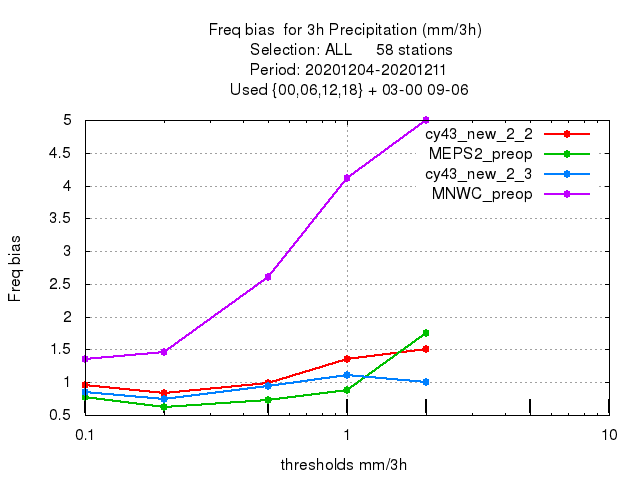 Freq bias  for 3h Precipitation (mm/3h)
Selection: ALL     58 stations
Period: 20201204-20201211
Used {00,06,12,18} + 03-00 09-06
5
4.5
4
3.5
3
2.5
2
1.5
1
0.5
Freq bias
cy43_new_2_2
MEPS2_preop
cy43_new_2_3
MNWC_preop
0.1 1 10
thresholds mm/3h